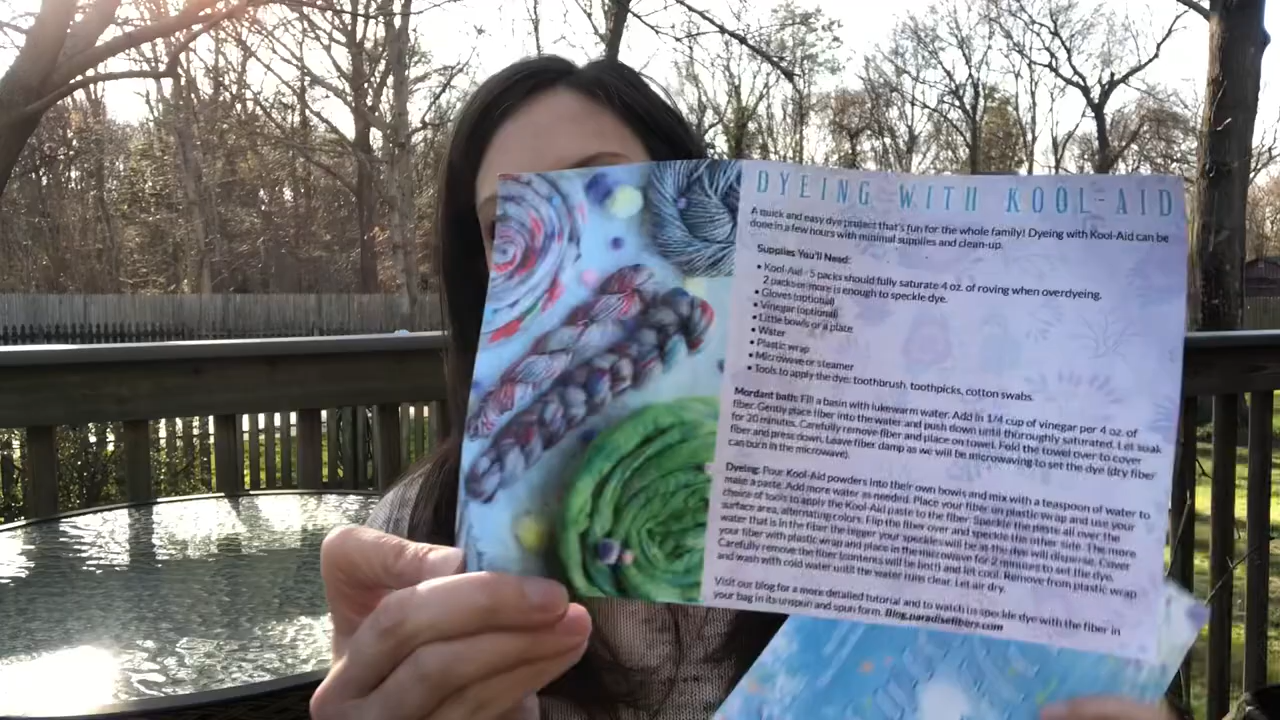 DYEING WITH KOOL-AID
A quick and easy dye project that's fun for the whole family! Dyeing with Kool-Aid can be
done in a few hours with minimal supplies and clean-up.
Supplies You'll Need:
• Kool-Aid - 5 packs should fully saturate 4 oz. of roving when overdyeing,
2 packs or more is enough to speckle dye.
• Gloves (optional)
• Vinegar (optional)
• Little bowls or a plate
• Water
• Plastic wrap
• Microwave or steamer
• Tools to apply the dye: toothbrush, toothpicks, cotton swabs.
Mordant bath: Fill a basin with lukewarm water. Add in 1/4 cup of vinegar per 4 oz. of
fiber. Gently place fiber into the water and push down until thoroughly saturated. Let soak
for 30 minutes. Carefully remove fiber and place on towel. Fold the towel over to cover
fiber and press down. Leave fiber damp as we will be microwaving to set the dye (dry fiber
can burn in the microwave).
Dyeing: Pour Kool-Aid powders into their own bowls and mix with a teaspoon of water to
make a paste. Add more water as needed. Place your fiber on plastic wrap and use your
choice of tools to apply the Kool-Aid paste to the fiber. Speckle the paste all over the
surface area, alternating colors. Flip the fiber over and speckle the other side. The more
water that is in the fiber the bigger your speckles will be as the dye will disperse. Cover
your fiber with plastic wrap and place in the microwave for 2 minutes to set the dye.
Carefully remove the fiber (contents will be hot) and let cool. Remove from plastic wrap
and wash with cold water until the water runs clear. Let air dry.
Visit our blog for a more detailed tutorial and to watch us speckle dye with the fiber in
your bag in its unspun and spun form. Blog.paradisefibers.com